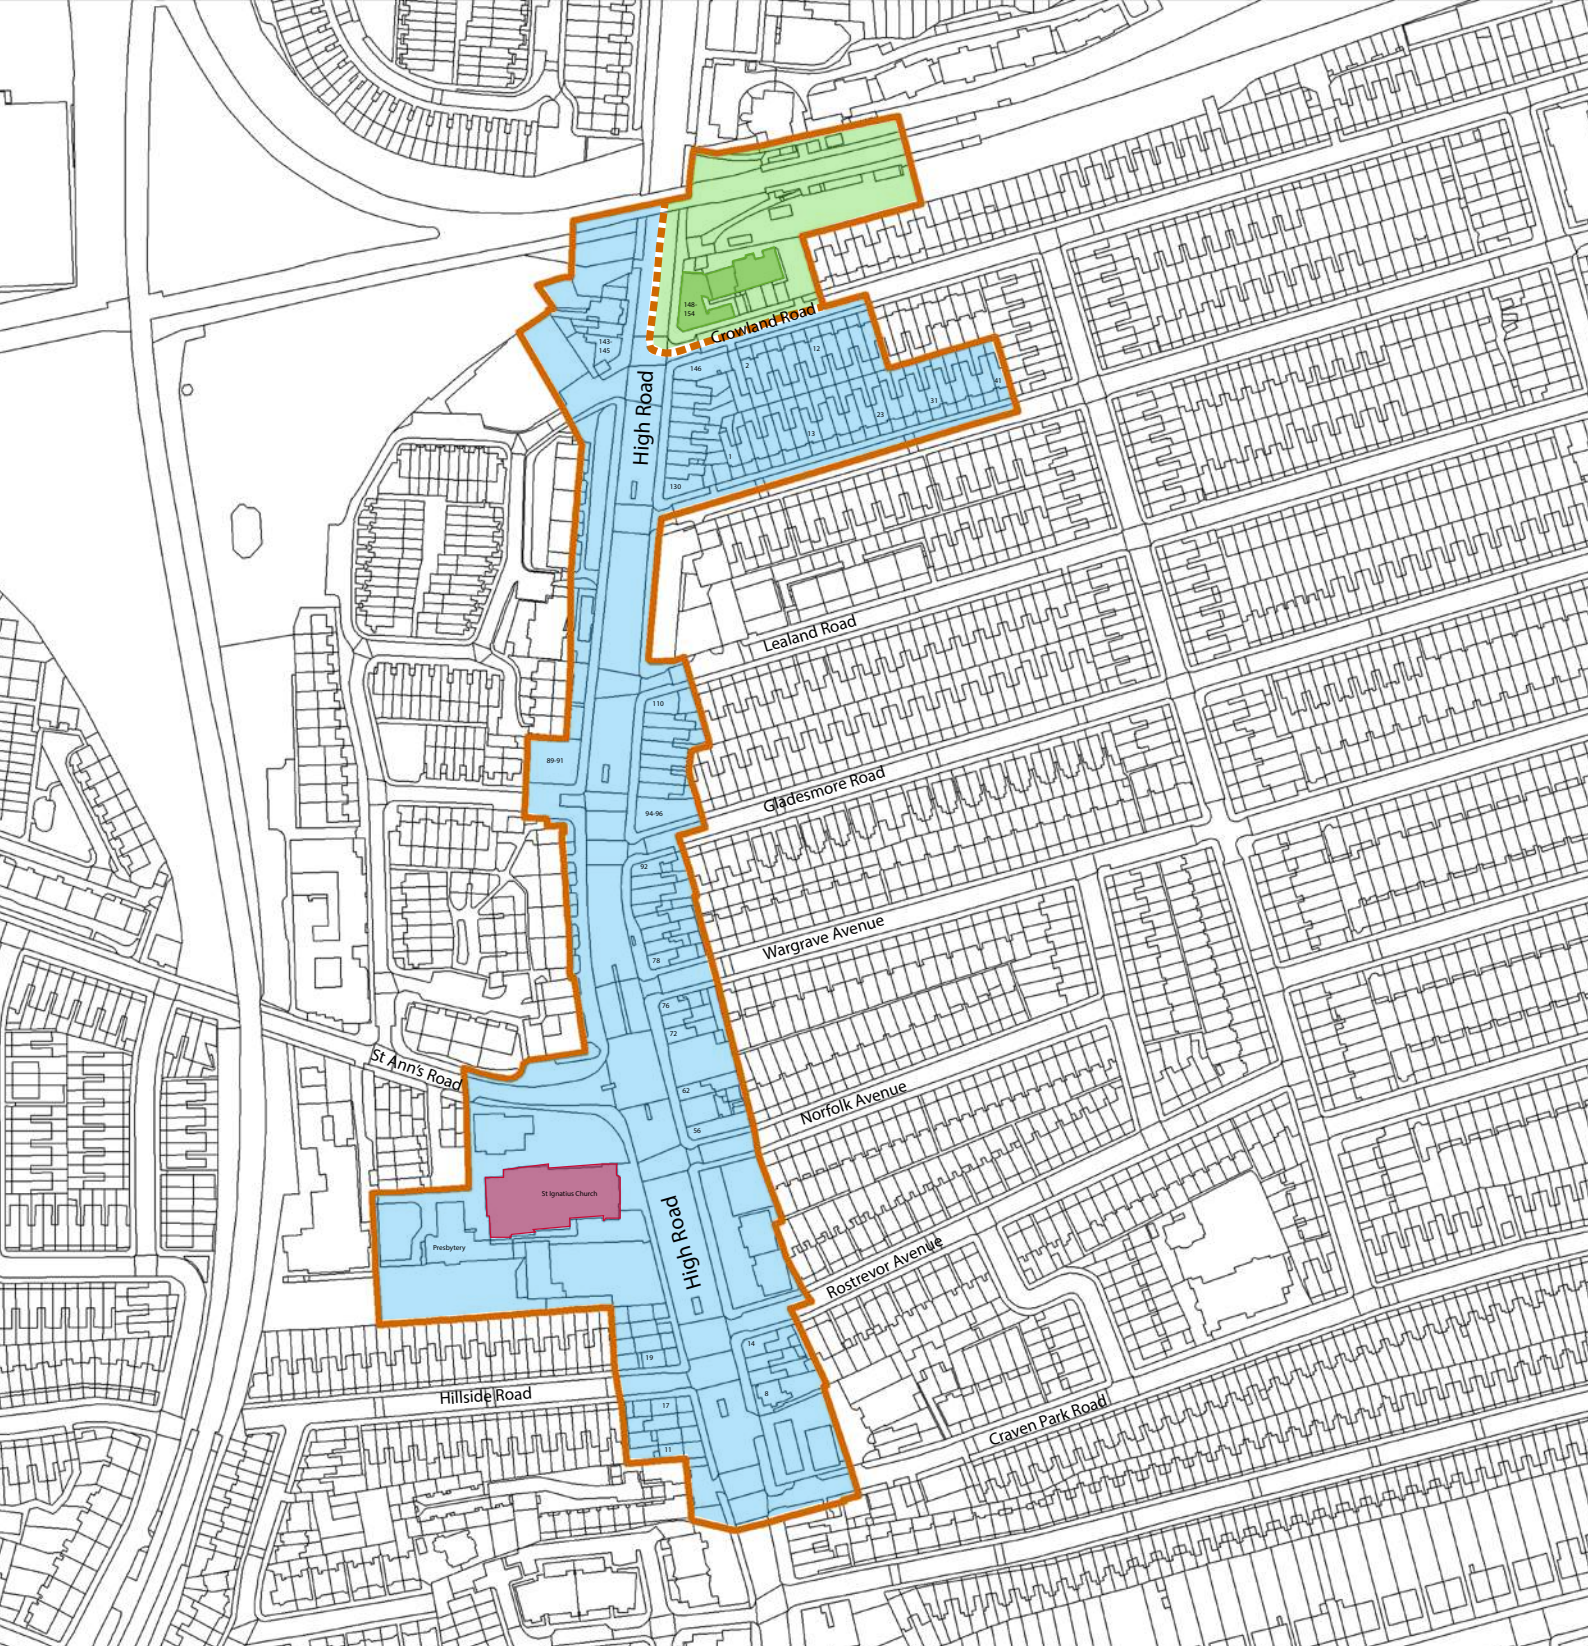 148-
154
Crowland Road
143-
145
146
2
12
High Road
41
31
23
13
1
130
Lealand Road
110
89-91
Gladesmore Road
94-96
92
Wargrave Avenue
78
76
72
St Ann's Road
62
Norfolk Avenue
56
St Ignatius Church
High Road
Presbytery
Rostrevor Avenue
14
19
8
Hillside Road
17
Craven Park Road
11